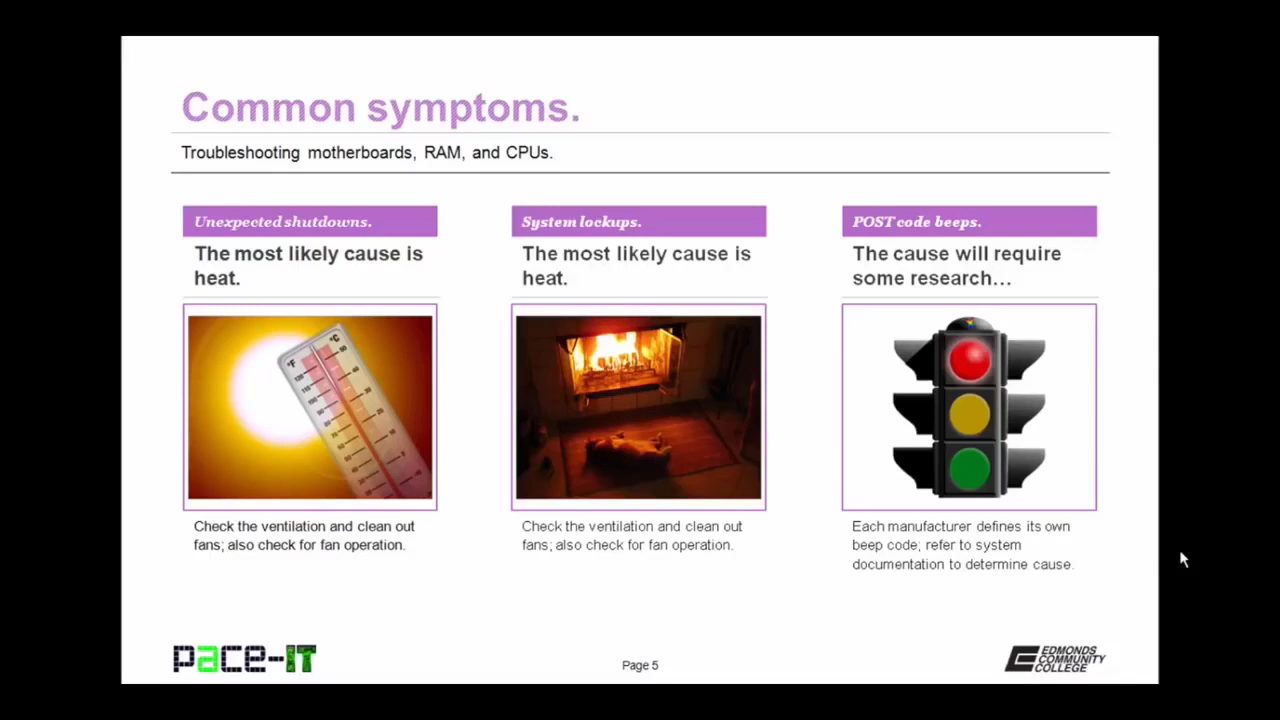 Common symptoms.
Troubleshooting motherboards, RAM, and CPUs.
Unexpected shutdowns.
The most likely cause is
heat.
°F
°C
Check the ventilation and clean out
fans; also check for fan operation.
System lockups.
The most likely cause is
heat.
Check the ventilation and clean out
fans; also check for fan operation.
POST code beeps.
The cause will require
some research…
Each manufacturer defines its own
beep code; refer to system
documentation to determine cause.
pace-IT
Page 5
EDMONDS
COMMUNITY
COLLEGE